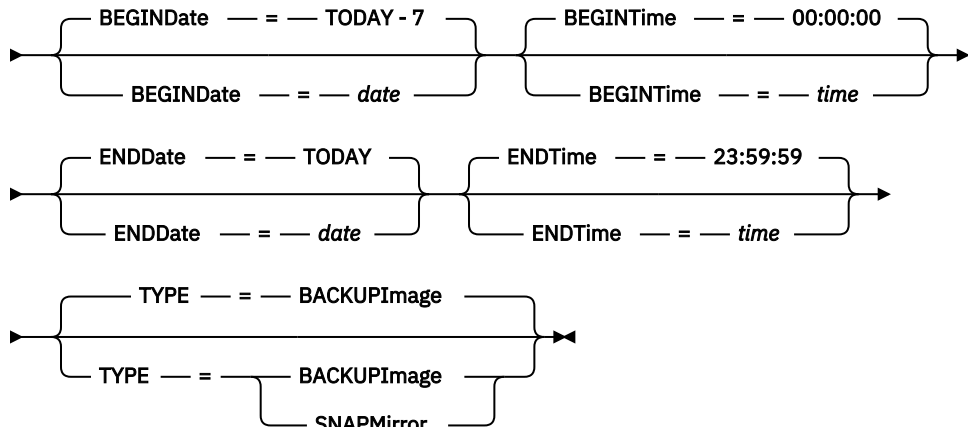 BEGINDate = TODAY - 7 BEGINTime = 00:00:00
BEGINDate = date BEGINTime = time
ENDDate = TODAY ENDTime = 23:59:59
ENDDate = date ENDTime = time
TYPE = BACKUPImage
TYPE = BACKUPImage
SNAPMirror